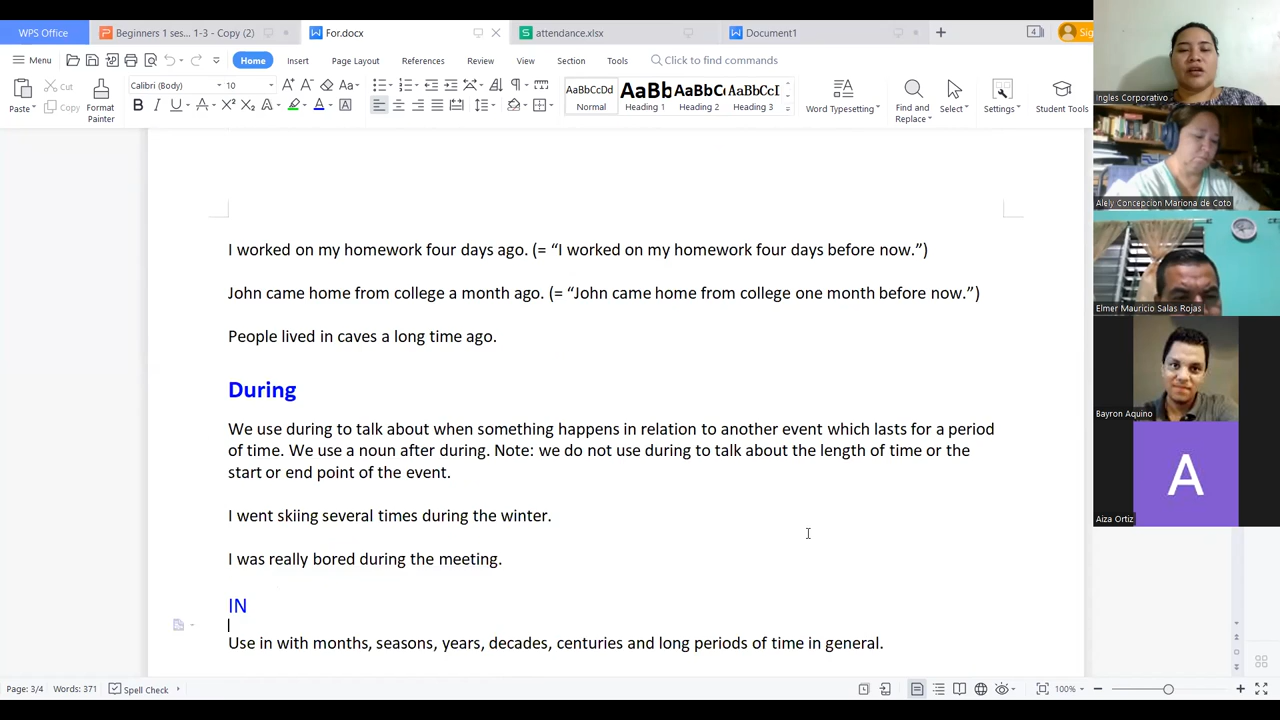 WPS Office
Beginners 1 ses... 1-3 - Copy (2)
For.docx
attendance.xlsx
Document1
Sig
Menu
Home
Insert
Page Layout
References
Review
View
Section
Tools
Click to find commands
Paste
Cut
Copy
Format Painter
Calibri (Body)
10
AaBbCcDd
Normal
AaBb
Heading 1
AaBbC
Heading 2
AaBbCcI
Heading 3
Word Typesetting
Find and Replace
Select
Settings
Student Tools
I worked on my homework four days ago. (= “I worked on my homework four days before now.”)
John came home from college a month ago. (= “John came home from college one month before now.”)
People lived in caves a long time ago.
During
We use during to talk about when something happens in relation to another event which lasts for a period
of time. We use a noun after during. Note: we do not use during to talk about the length of time or the
start or end point of the event.
I went skiing several times during the winter.
I was really bored during the meeting.
IN
Use in with months, seasons, years, decades, centuries and long periods of time in general.
Page: 3/4
Words: 371
Spell Check
100%
Ingles Corporativo
Alely Concepcion Mariona de Coto
Elmer Mauricio Salas Rojas
Bayron Aquino
A
Aiza Ortiz